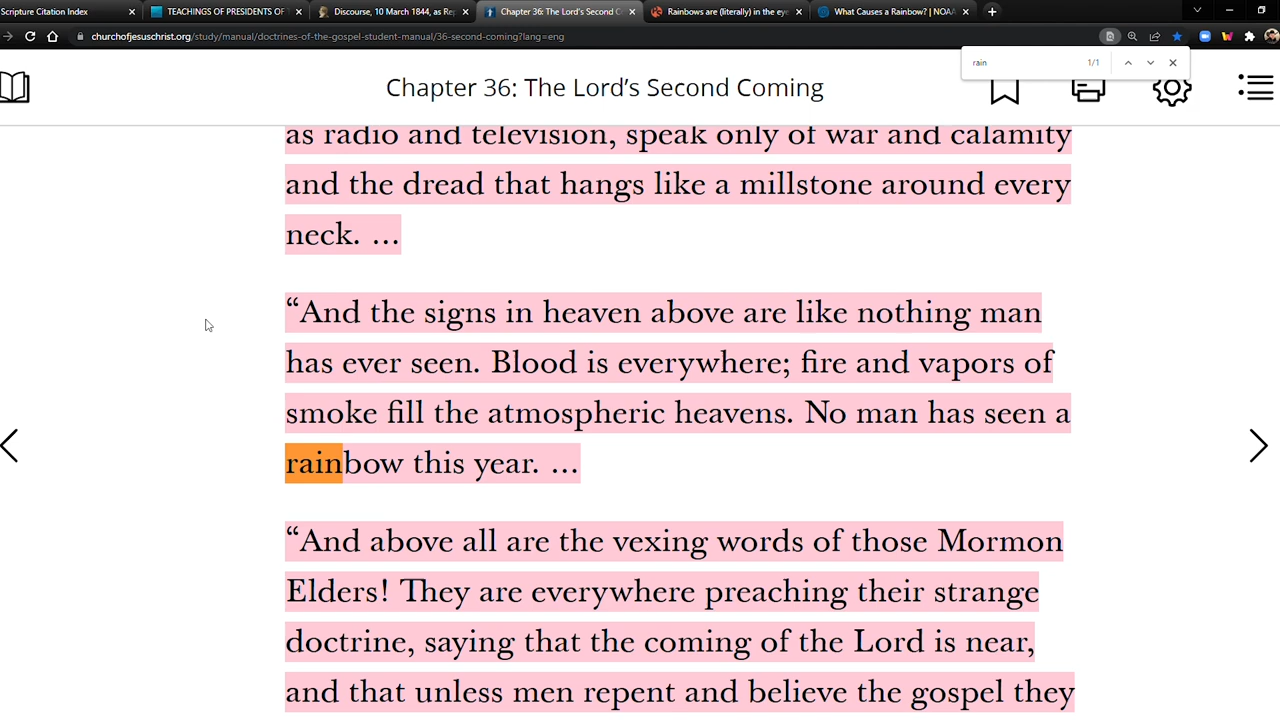 Scripture Citation Index
TEACHINGS OF PRESIDENTS OF
Discourse, 10 March 1844, as Re
Chapter 36: The Lord's Second C
Rainbows are (literally) in the eye
What Causes a Rainbow? | NOAA
churchofjesuschrist.org/study/manual/doctrines-of-the-gospel-student-manual/36-second-coming?lang=eng
rain 1/1
Chapter 36: The Lord’s Second Coming
as radio and television, speak only of war and calamity
and the dread that hangs like a millstone around every
neck. …
“And the signs in heaven above are like nothing man
has ever seen. Blood is everywhere; fire and vapors of
smoke fill the atmospheric heavens. No man has seen a
rainbow this year. …
“And above all are the vexing words of those Mormon
Elders! They are everywhere preaching their strange
doctrine, saying that the coming of the Lord is near,
and that unless men repent and believe the gospel they